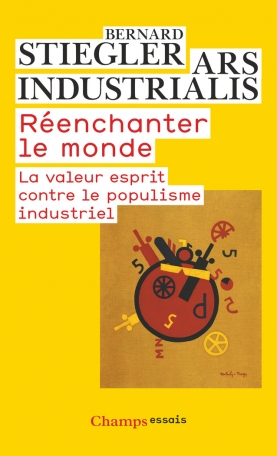 BERNARD
STIEGLER ARS
INDUSTRIALIS
Réenchanter
le monde
La valeur esprit
contre le populisme
industriel
Champs essais